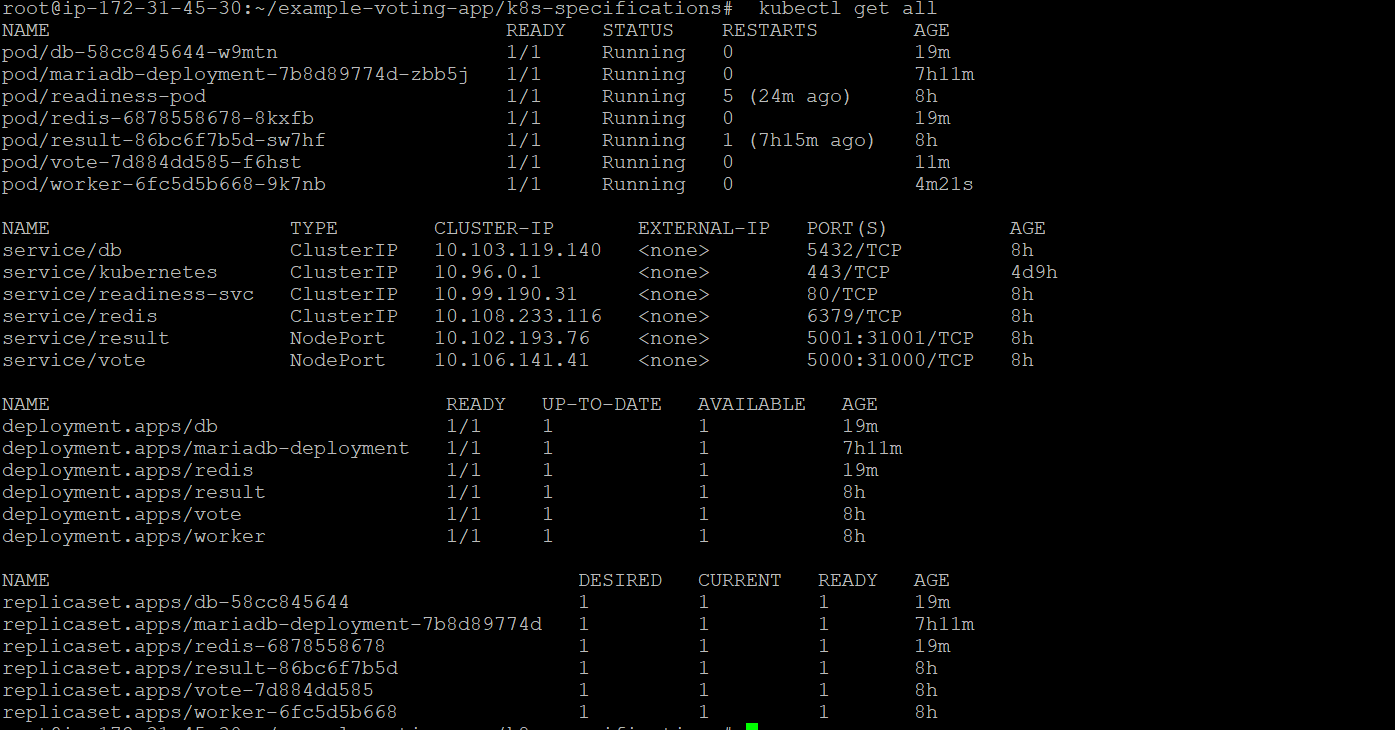 root@ip-172-31-45-30:~/example-voting-app/k8s-specifications#  kubectl get all
NAME READY STATUS RESTARTS AGE
pod/db-58cc845644-w9mtn 1/1 Running 0 19m
pod/mariadb-deployment-7b8d89774d-zbb5j 1/1 Running 0 7h11m
pod/readiness-pod 1/1 Running 5 (24m ago) 8h
pod/redis-6878558678-8kxfb 1/1 Running 0 19m
pod/result-86bc6f7b5d-sw7hf 1/1 Running 1 (7h15m ago) 8h
pod/vote-7d884dd585-f6hst 1/1 Running 0 11m
pod/worker-6fc5d5b668-9k7nb 1/1 Running 0 4m21s
NAME TYPE CLUSTER-IP EXTERNAL-IP PORT(S) AGE
service/db ClusterIP 10.103.119.140 <none> 5432/TCP 8h
service/kubernetes ClusterIP 10.96.0.1 <none> 443/TCP 4d9h
service/readiness-svc ClusterIP 10.99.190.31 <none> 80/TCP 8h
service/redis ClusterIP 10.108.233.116 <none> 6379/TCP 8h
service/result NodePort 10.102.193.76 <none> 5001:31001/TCP 8h
service/vote NodePort 10.106.141.41 <none> 5000:31000/TCP 8h
NAME READY UP-TO-DATE AVAILABLE AGE
deployment.apps/db 1/1 1 1 19m
deployment.apps/mariadb-deployment 1/1 1 1 7h11m
deployment.apps/redis 1/1 1 1 19m
deployment.apps/result 1/1 1 1 8h
deployment.apps/vote 1/1 1 1 8h
deployment.apps/worker 1/1 1 1 8h
NAME DESIRED CURRENT READY AGE
replicaset.apps/db-58cc845644 1 1 1 19m
replicaset.apps/mariadb-deployment-7b8d89774d 1 1 1 7h11m
replicaset.apps/redis-6878558678 1 1 1 19m
replicaset.apps/result-86bc6f7b5d 1 1 1 8h
replicaset.apps/vote-7d884dd585 1 1 1 8h
replicaset.apps/worker-6fc5d5b668 1 1 1 8h